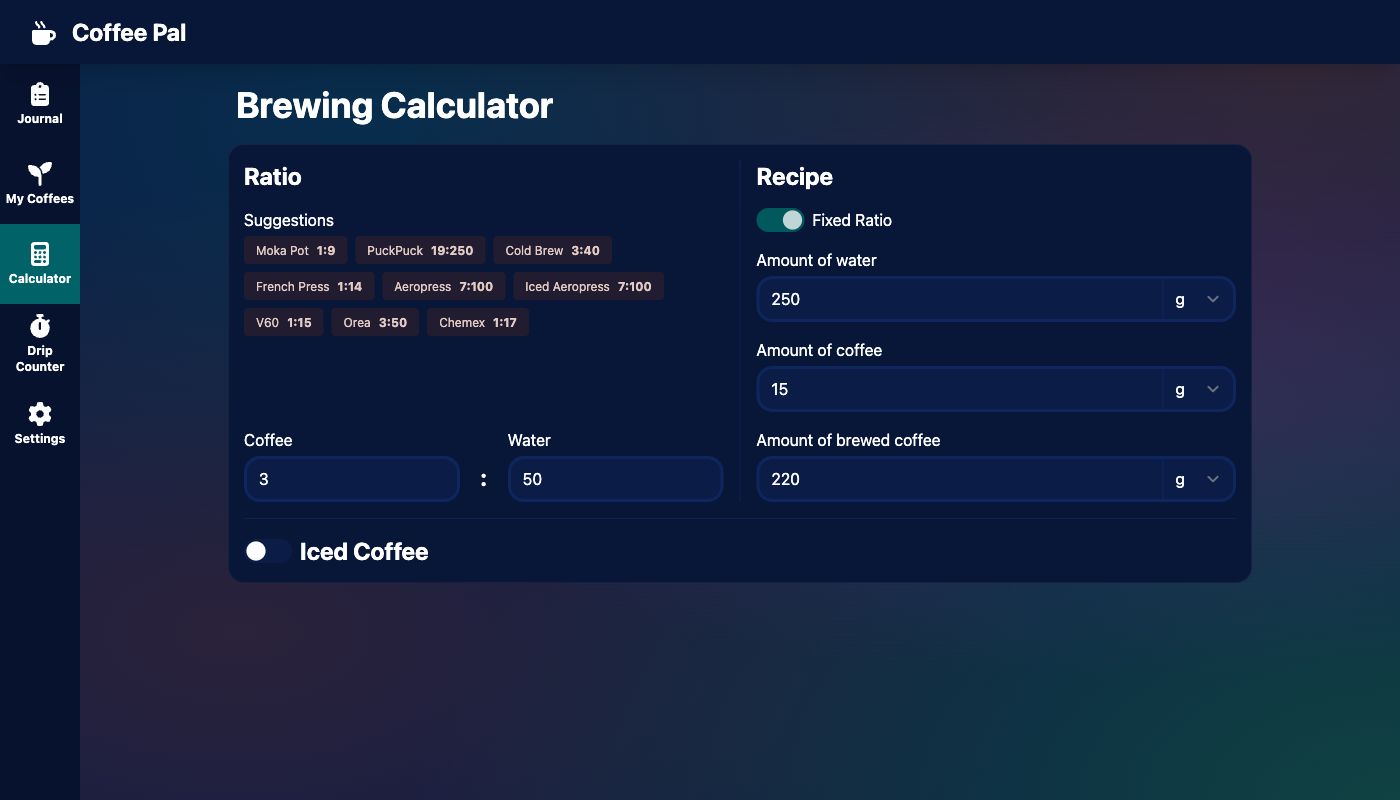 Coffee Pal
Journal
My Coffees
Calculator
Drip
Counter
Settings
Brewing Calculator
Ratio
Suggestions
Moka Pot 1:9 PuckPuck 19:250 Cold Brew 3:40
French Press 1:14 Aeropress 7:100 Iced Aeropress 7:100
V60 1:15 Orea 3:50 Chemex 1:17
Coffee Water
3 : 50
Recipe
Fixed Ratio
Amount of water
250 g
Amount of coffee
15 g
Amount of brewed coffee
220 g
Iced Coffee